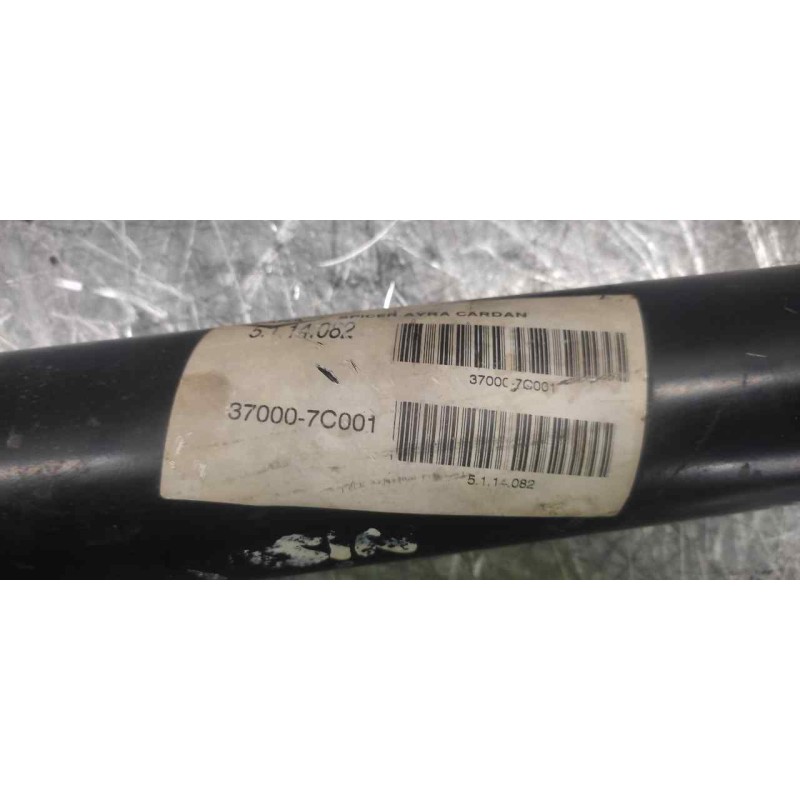 SPICER AYRA CARDAN
5.1.14.082
37000-7C001
37000-7C001
5.1.14.082